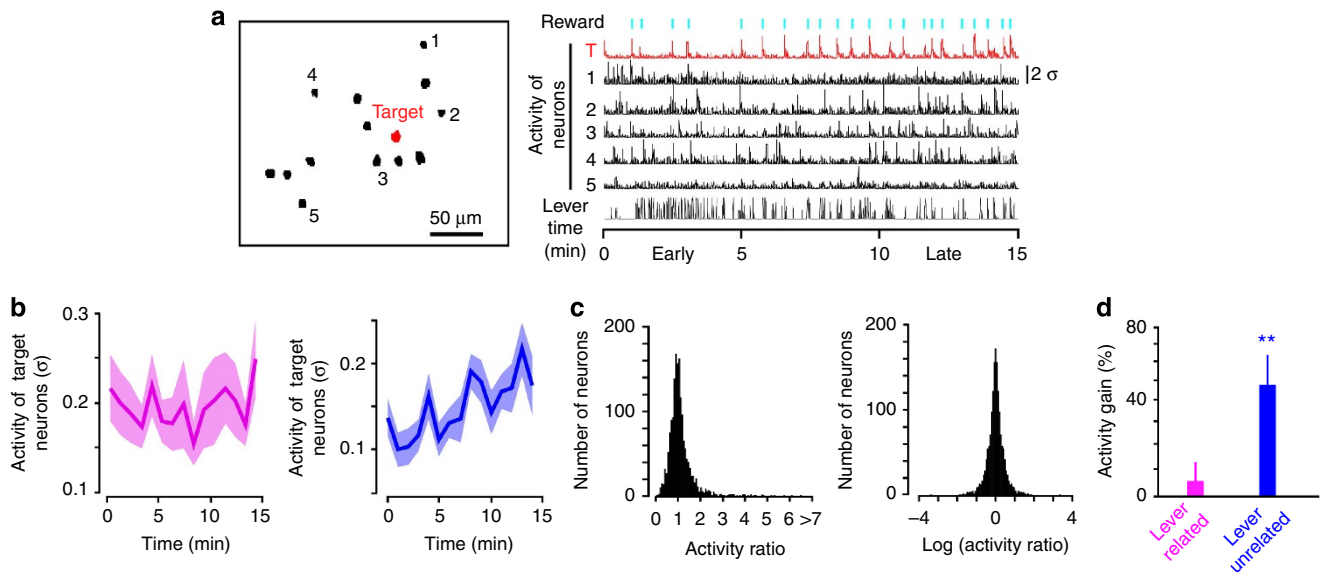 a
1
4
Target
2
3
5
50 μm
Reward
Activity of
neurons
T
1
2
3
4
5
2 σ
Lever
time
(min)
0 Early 5 10 Late 15
b
Activity of target
neurons (σ)
0.3
0.2
0.1
0 5 10 15
Time (min)
Activity of target
neurons (σ)
0.2
0.1
0 5 10 15
Time (min)
c
Number of neurons
200
100
0
0 1 2 3 4 5 6 >7
Activity ratio
Number of neurons
200
100
0
−4 0 4
Log (activity ratio)
d
Activity gain (%)
80
40
0
**
Lever
related
Lever
unrelated